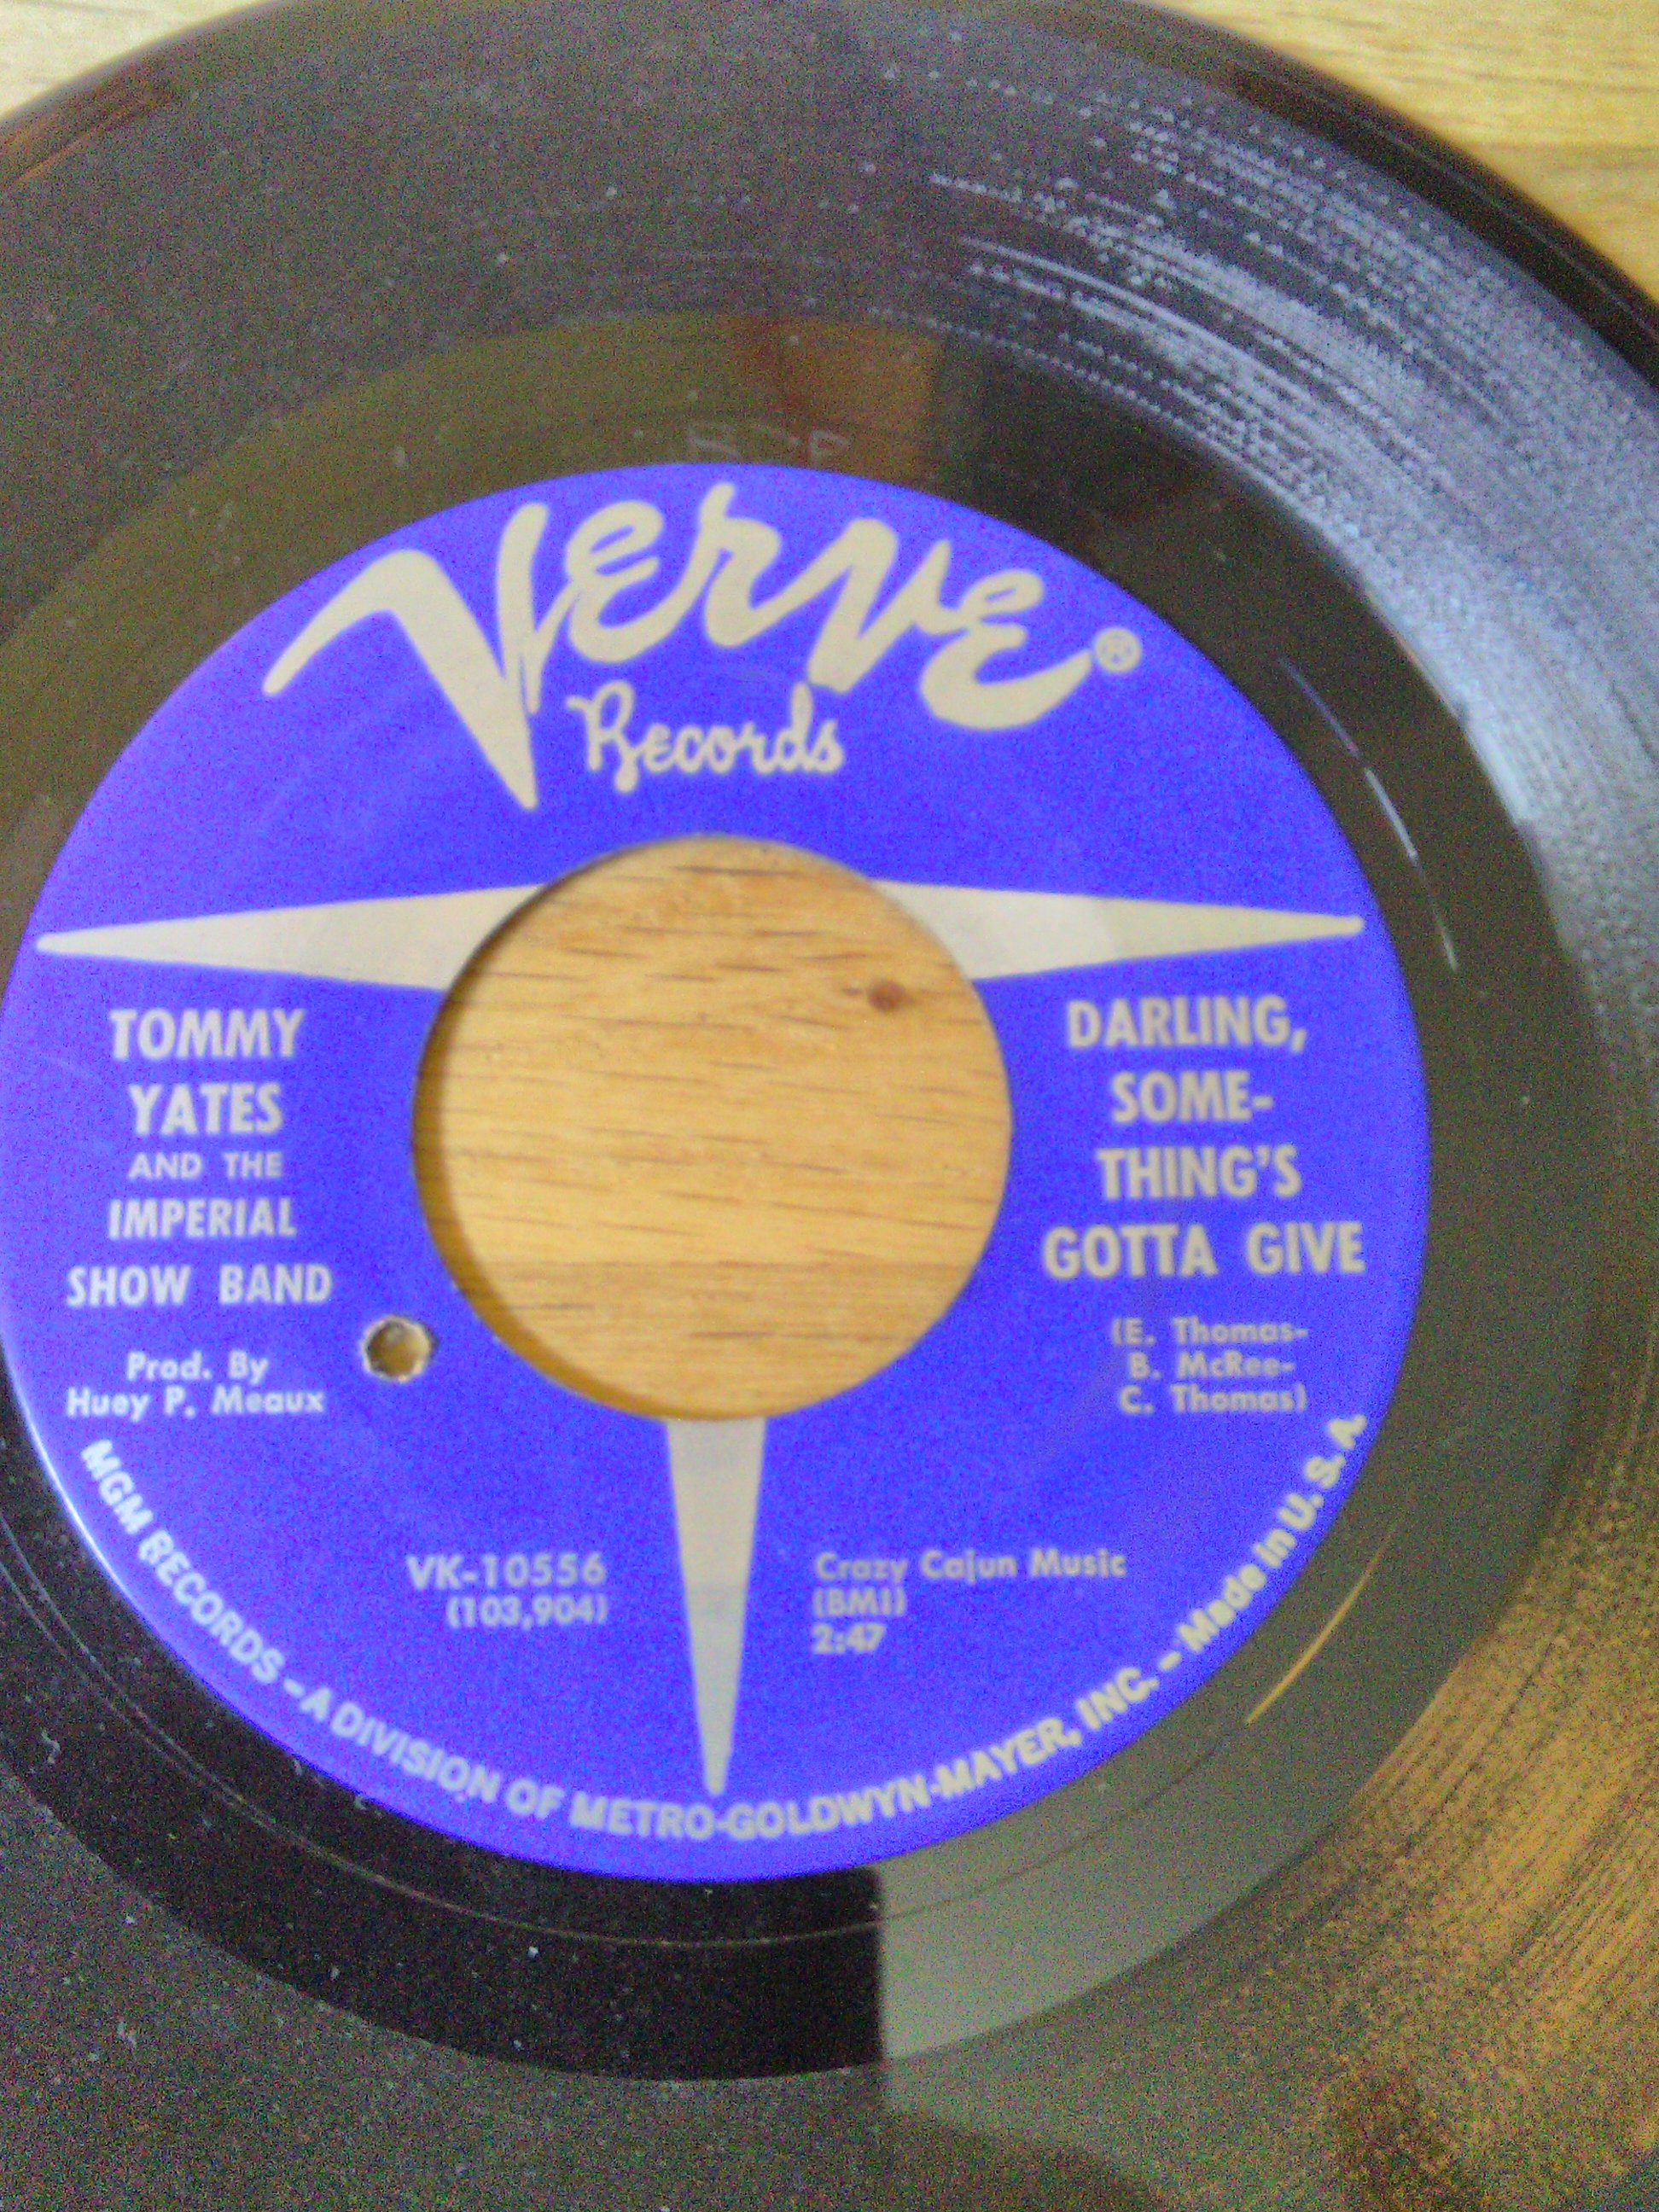 Verve®
Records
TOMMY
YATES
AND THE
IMPERIAL
SHOW BAND
Prod. By
Huey P. Meaux
DARLING,
SOME-
THING'S
GOTTA GIVE
(E. Thomas-
B. McRee-
C. Thomas)
VK-10556
(103,904)
Crazy Cajun Music
(BMI)
2:47
MGM RECORDS – A DIVISION OF METRO-GOLDWYN-MAYER, INC. – Made in U. S. A.